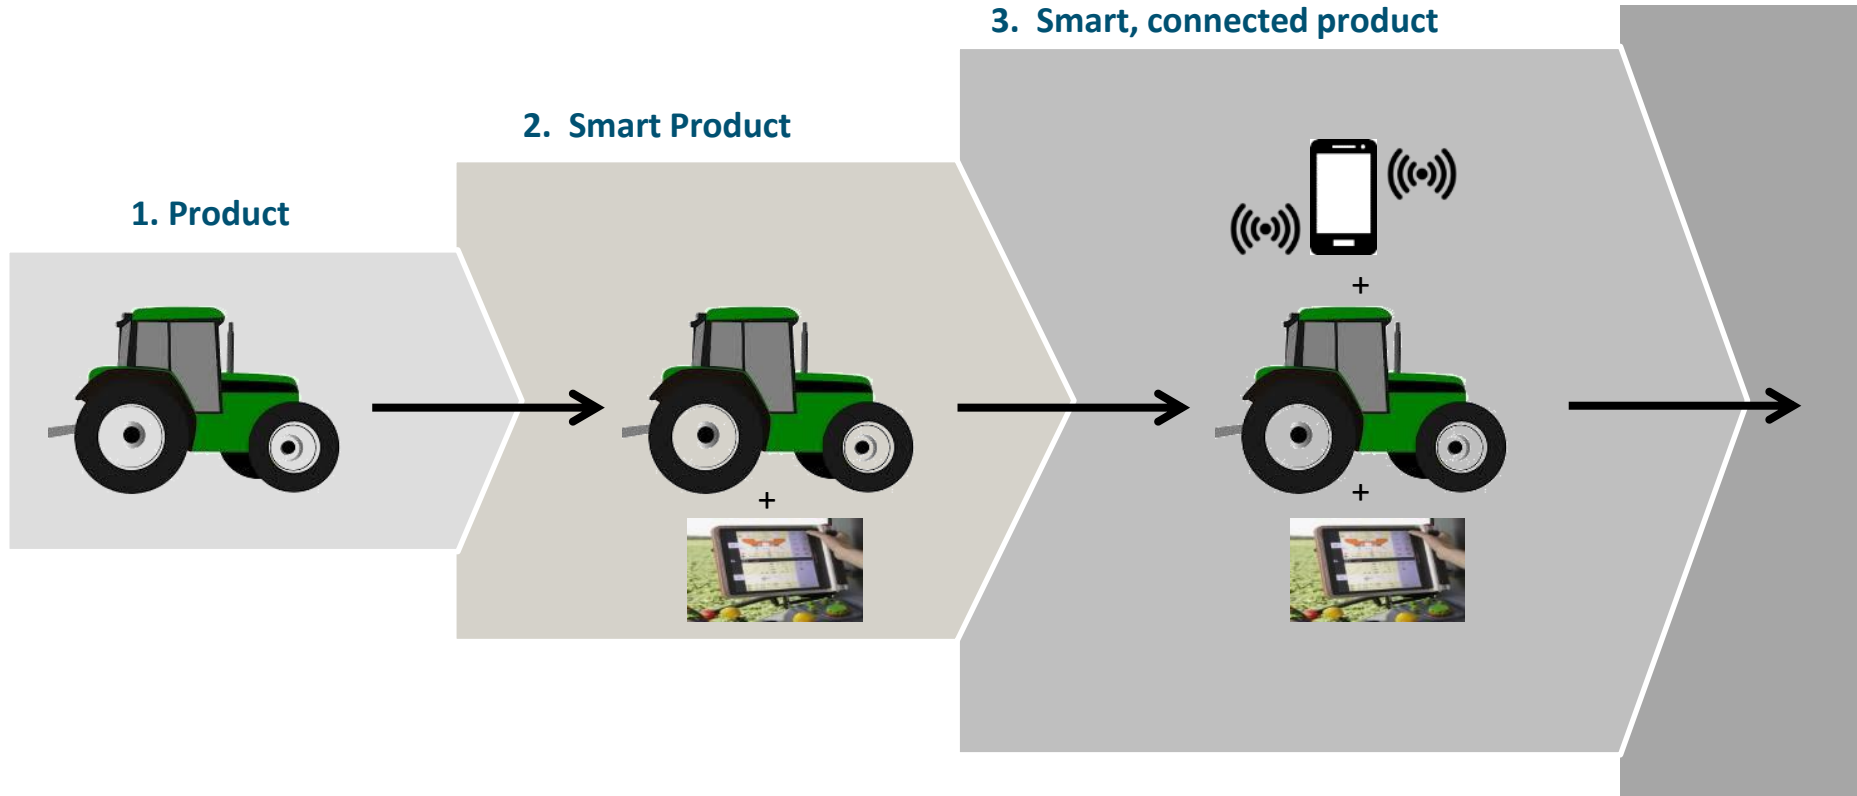 3. Smart, connected product
2. Smart Product
1. Product
+
+
+